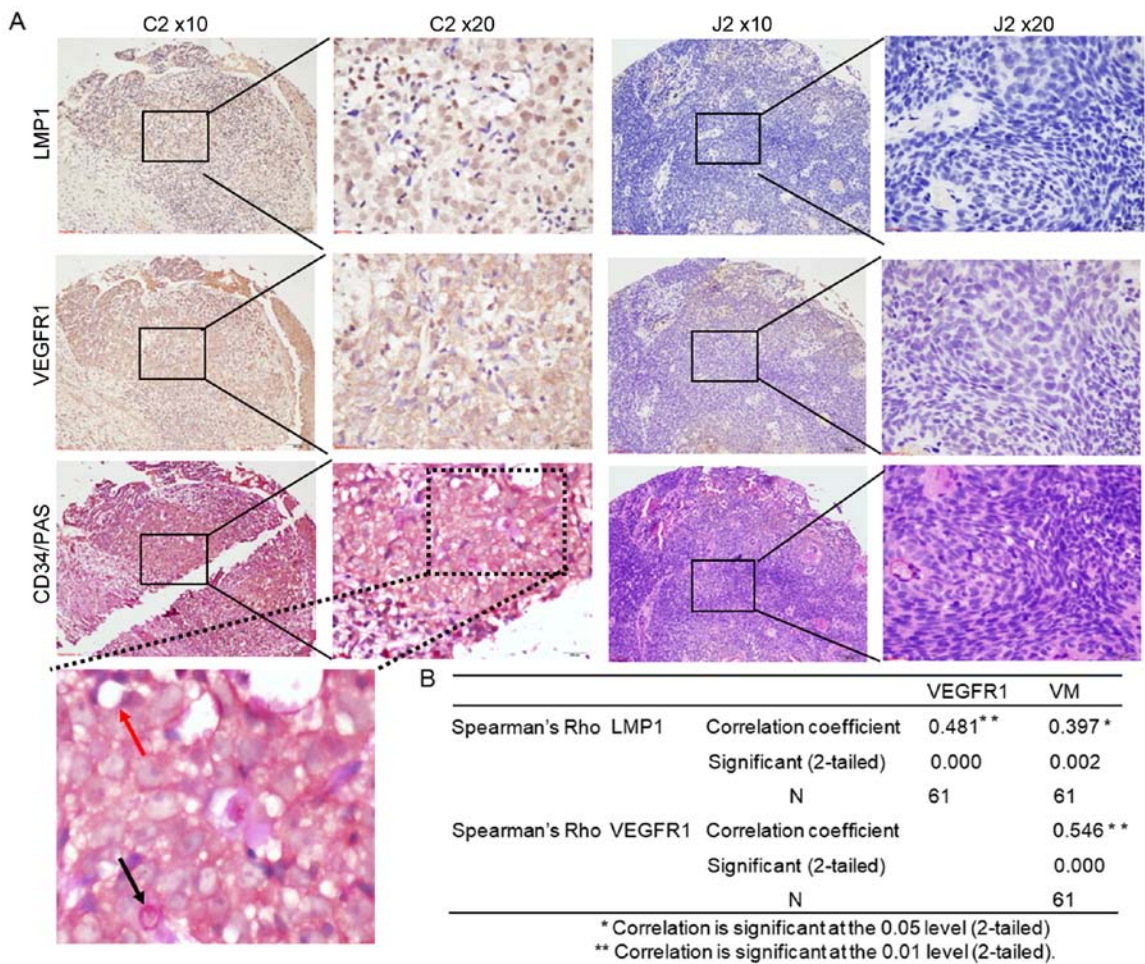 A
C2 x10
C2 x20
J2 x10
J2 x20
LMP1
VEGFR1
CD34/PAS
B
VEGFR1 VM
Spearman's Rho LMP1 Correlation coefficient 0.481** 0.397*
Significant (2-tailed) 0.000 0.002
N 61 61
Spearman's Rho VEGFR1 Correlation coefficient 0.546**
Significant (2-tailed) 0.000
N 61
* Correlation is significant at the 0.05 level (2-tailed)
** Correlation is significant at the 0.01 level (2-tailed).